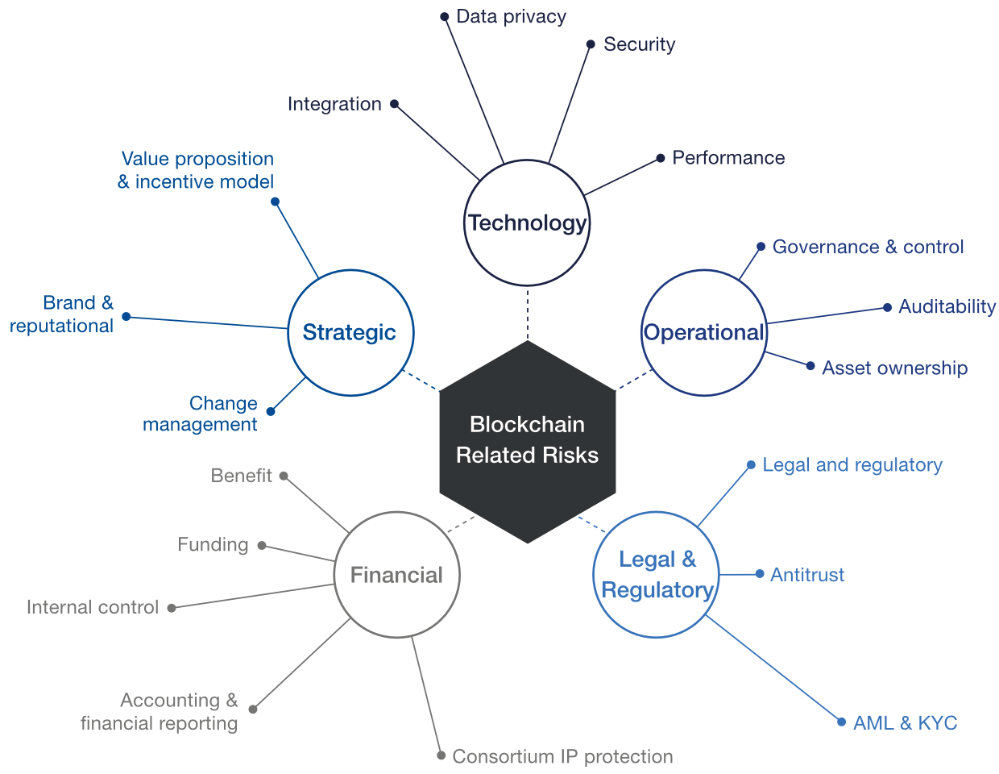 Data privacy
Security
Integration
Performance
Technology
Value proposition
& incentive model
Brand &
reputational
Strategic
Change
management
Governance & control
Auditability
Operational
Asset ownership
Blockchain
Related Risks
Benefit
Funding
Financial
Internal control
Accounting &
financial reporting
Consortium IP protection
Legal and regulatory
Legal &
Regulatory
Antitrust
AML & KYC